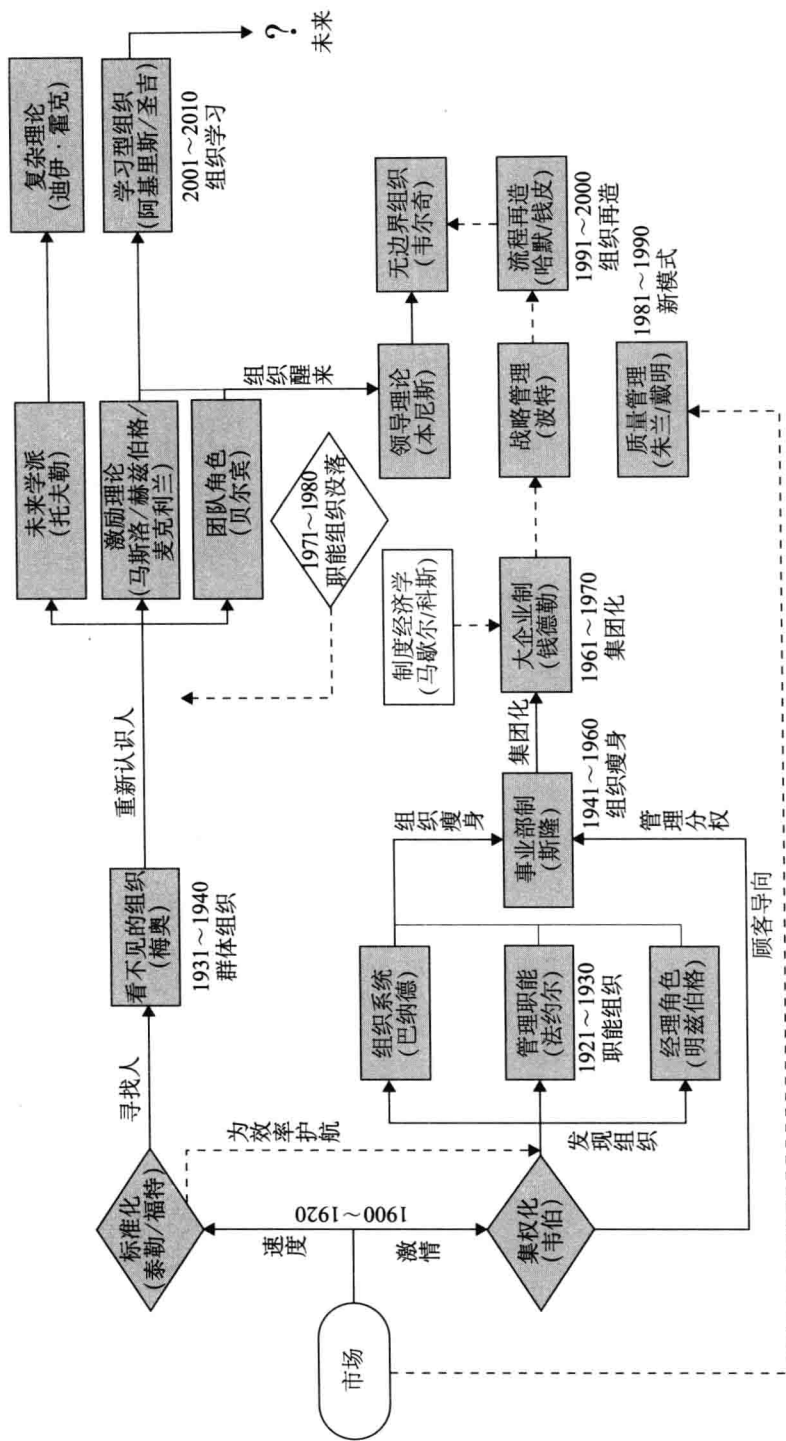 市场
速度
激情
1900～1920
标准化
(泰勒/福特)
集权化
(韦伯)
为效率护航
寻找人
看不见的组织
(梅奥)
1931～1940
群体组织
重新认识人
发现组织
组织系统
(巴纳德)
管理职能
(法约尔)
1921～1930
职能组织
经理角色
(明兹伯格)
组织瘦身
管理分权
顾客导向
事业部制
(斯隆)
1941～1960
组织瘦身
集团化
制度经济学
(马歇尔/科斯)
大企业制
(钱德勒)
1961～1970
集团化
1971～1980
职能组织没落
未来学派
(托夫勒)
激励理论
(马斯洛/赫兹伯格/
麦克利兰)
团队角色
(贝尔宾)
组织醒来
领导理论
(本尼斯)
战略管理
(波特)
质量管理
(朱兰/戴明)
1981～1990
新模式
无边界组织
(韦尔奇)
流程再造
(哈默/钱皮)
1991～2000
组织再造
复杂理论
(迪伊·霍克)
学习型组织
(阿基里斯/圣吉)
2001～2010
组织学习
?
未来